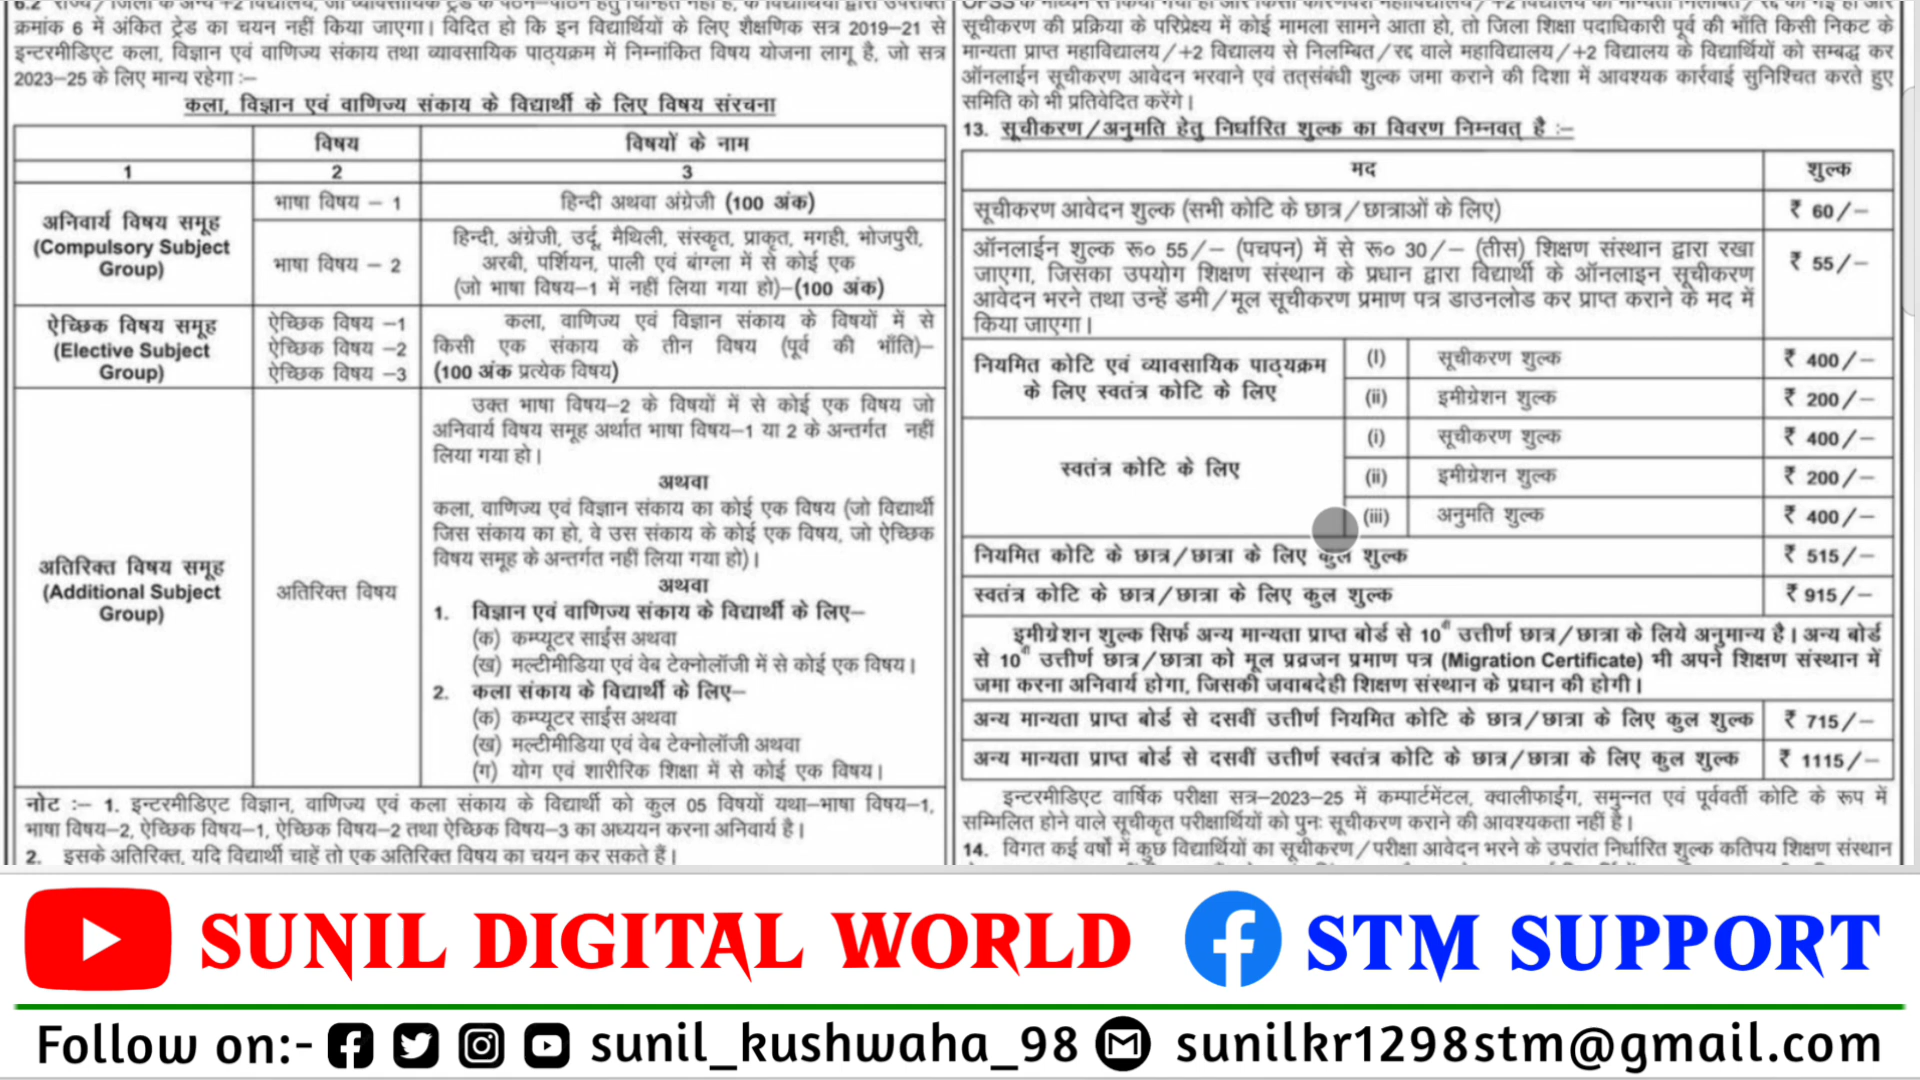 क्रमांक 6 में अंकित ट्रेड का चयन नहीं किया जाएगा। विदित हो कि इन विद्यार्थियों के लिए शैक्षणिक सत्र 2019–21 से
इन्टरमीडिएट कला, विज्ञान एवं वाणिज्य संकाय तथा व्यावसायिक पाठ्यक्रम में निम्नांकित विषय योजना लागू है, जो सत्र
2023–25 के लिए मान्य रहेगा :–
कला, विज्ञान एवं वाणिज्य संकाय के विद्यार्थी के लिए विषय संरचना
विषय
विषयों के नाम
1
2
3
अनिवार्य विषय समूह
(Compulsory Subject
Group)
भाषा विषय – 1
हिन्दी अथवा अंग्रेजी (100 अंक)
भाषा विषय – 2
हिन्दी, अंग्रेजी, उर्दू, मैथिली, संस्कृत, प्राकृत, मगही, भोजपुरी,
अरबी, पर्शियन, पाली एवं बांग्ला में से कोई एक
(जो भाषा विषय–1 में नहीं लिया गया हो)–(100 अंक)
ऐच्छिक विषय समूह
(Elective Subject
Group)
ऐच्छिक विषय –1
ऐच्छिक विषय –2
ऐच्छिक विषय –3
कला, वाणिज्य एवं विज्ञान संकाय के विषयों में से
किसी एक संकाय के तीन विषय (पूर्व की भाँति)–
(100 अंक प्रत्येक विषय)
अतिरिक्त विषय समूह
(Additional Subject
Group)
अतिरिक्त विषय
उक्त भाषा विषय–2 के विषयों में से कोई एक विषय जो
अनिवार्य विषय समूह अर्थात भाषा विषय–1 या 2 के अन्तर्गत नहीं
लिया गया हो।
अथवा
कला, वाणिज्य एवं विज्ञान संकाय का कोई एक विषय (जो विद्यार्थी
जिस संकाय का हो, वे उस संकाय के कोई एक विषय, जो ऐच्छिक
विषय समूह के अन्तर्गत नहीं लिया गया हो)।
अथवा
1. विज्ञान एवं वाणिज्य संकाय के विद्यार्थी के लिए–
(क) कम्प्यूटर साईंस अथवा
(ख) मल्टीमीडिया एवं वेब टेक्नोलॉजी में से कोई एक विषय।
2. कला संकाय के विद्यार्थी के लिए–
(क) कम्प्यूटर साईंस अथवा
(ख) मल्टीमीडिया एवं वेब टेक्नोलॉजी अथवा
(ग) योग एवं शारीरिक शिक्षा में से कोई एक विषय।
नोट :– 1. इन्टरमीडिएट विज्ञान, वाणिज्य एवं कला संकाय के विद्यार्थी को कुल 05 विषयों यथा–भाषा विषय–1,
भाषा विषय–2, ऐच्छिक विषय–1, ऐच्छिक विषय–2 तथा ऐच्छिक विषय–3 का अध्ययन करना अनिवार्य है।
2. इसके अतिरिक्त, यदि विद्यार्थी चाहें तो एक अतिरिक्त विषय का चयन कर सकते हैं।
सूचीकरण की प्रक्रिया के परिप्रेक्ष्य में कोई मामला सामने आता हो, तो जिला शिक्षा पदाधिकारी पूर्व की भाँति किसी निकट के
मान्यता प्राप्त महाविद्यालय/+2 विद्यालय से निलम्बित/रद्द वाले महाविद्यालय/+2 विद्यालय के विद्यार्थियों को सम्बद्ध कर
ऑनलाईन सूचीकरण आवेदन भरवाने एवं तत्संबंधी शुल्क जमा कराने की दिशा में आवश्यक कार्रवाई सुनिश्चित करते हुए
समिति को भी प्रतिवेदित करेंगे।
13. सूचीकरण/अनुमति हेतु निर्धारित शुल्क का विवरण निम्नवत् है :–
मद
शुल्क
सूचीकरण आवेदन शुल्क (सभी कोटि के छात्र/छात्राओं के लिए)
₹ 60/–
ऑनलाईन शुल्क रू० 55/– (पचपन) में से रू० 30/– (तीस) शिक्षण संस्थान द्वारा रखा
जाएगा, जिसका उपयोग शिक्षण संस्थान के प्रधान द्वारा विद्यार्थी के ऑनलाइन सूचीकरण
आवेदन भरने तथा उन्हें डमी/मूल सूचीकरण प्रमाण पत्र डाउनलोड कर प्राप्त कराने के मद में
किया जाएगा।
₹ 55/–
नियमित कोटि एवं व्यावसायिक पाठ्यक्रम
के लिए स्वतंत्र कोटि के लिए
(i) सूचीकरण शुल्क ₹ 400/–
(ii) इमीग्रेशन शुल्क ₹ 200/–
स्वतंत्र कोटि के लिए
(i) सूचीकरण शुल्क ₹ 400/–
(ii) इमीग्रेशन शुल्क ₹ 200/–
(iii) अनुमति शुल्क ₹ 400/–
नियमित कोटि के छात्र/छात्रा के लिए कुल शुल्क ₹ 515/–
स्वतंत्र कोटि के छात्र/छात्रा के लिए कुल शुल्क ₹ 915/–
इमीग्रेशन शुल्क सिर्फ अन्य मान्यता प्राप्त बोर्ड से 10वीं उत्तीर्ण छात्र/छात्रा के लिये अनुमान्य है। अन्य बोर्ड
से 10वीं उत्तीर्ण छात्र/छात्रा को मूल प्रव्रजन प्रमाण पत्र (Migration Certificate) भी अपने शिक्षण संस्थान में
जमा करना अनिवार्य होगा, जिसकी जवाबदेही शिक्षण संस्थान के प्रधान की होगी।
अन्य मान्यता प्राप्त बोर्ड से दसवीं उत्तीर्ण नियमित कोटि के छात्र/छात्रा के लिए कुल शुल्क ₹ 715/–
अन्य मान्यता प्राप्त बोर्ड से दसवीं उत्तीर्ण स्वतंत्र कोटि के छात्र/छात्रा के लिए कुल शुल्क ₹ 1115/–
इन्टरमीडिएट वार्षिक परीक्षा सत्र–2023–25 में कम्पार्टमेंटल, क्वालीफाईंग, समुन्नत एवं पूर्ववर्ती कोटि के रूप में
सम्मिलित होने वाले सूचीकृत परीक्षार्थियों को पुनः सूचीकरण कराने की आवश्यकता नहीं है।
14. विगत कई वर्षों में कुछ विद्यार्थियों का सूचीकरण/परीक्षा आवेदन भरने के उपरांत निर्धारित शुल्क कतिपय शिक्षण संस्थान
SUNIL DIGITAL WORLD
STM SUPPORT
Follow on:- sunil_kushwaha_98 sunilkr1298stm@gmail.com